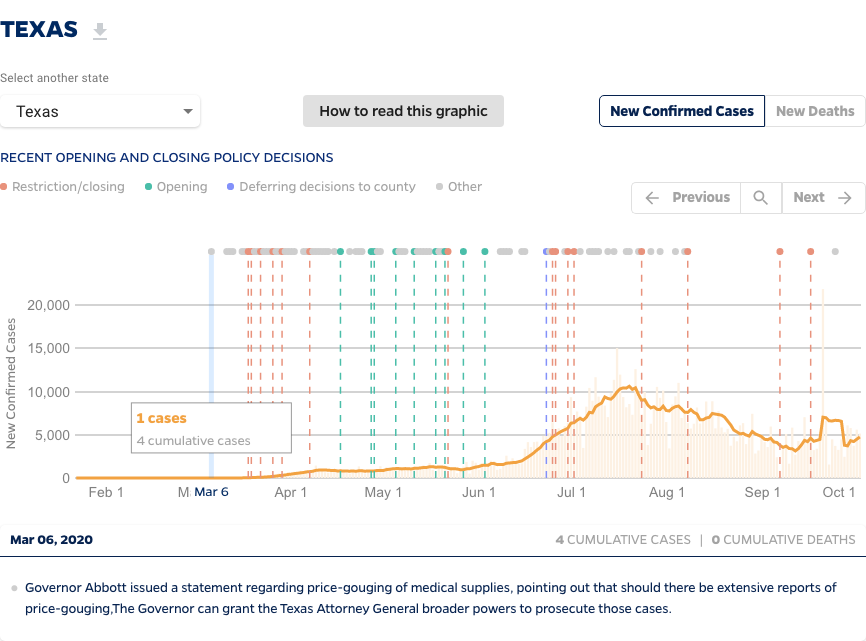 TEXAS
Select another state
Texas
How to read this graphic
New Confirmed Cases
New Deaths
RECENT OPENING AND CLOSING POLICY DECISIONS
Restriction/closing
Opening
Deferring decisions to county
Other
Previous
Next
New Confirmed Cases
20,000
15,000
10,000
5,000
0
1 cases
4 cumulative cases
Feb 1
M
Mar 6
Apr 1
May 1
Jun 1
Jul 1
Aug 1
Sep 1
Oct 1
Mar 06, 2020
4 CUMULATIVE CASES | 0 CUMULATIVE DEATHS
Governor Abbott issued a statement regarding price-gouging of medical supplies, pointing out that should there be extensive reports of
price-gouging,The Governor can grant the Texas Attorney General broader powers to prosecute those cases.